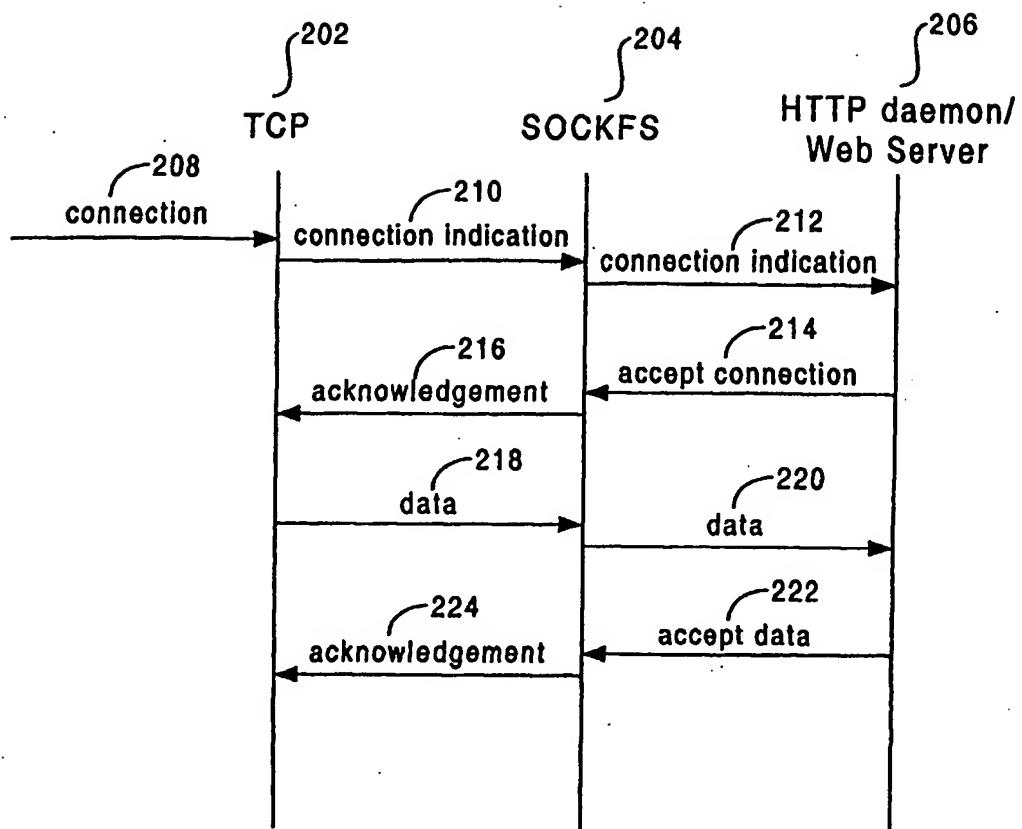 202
204
206
TCP
SOCKFS
HTTP daemon/
Web Server
208
connection
210
connection indication
212
connection indication
214
accept connection
216
acknowledgement
218
data
220
data
222
accept data
224
acknowledgement